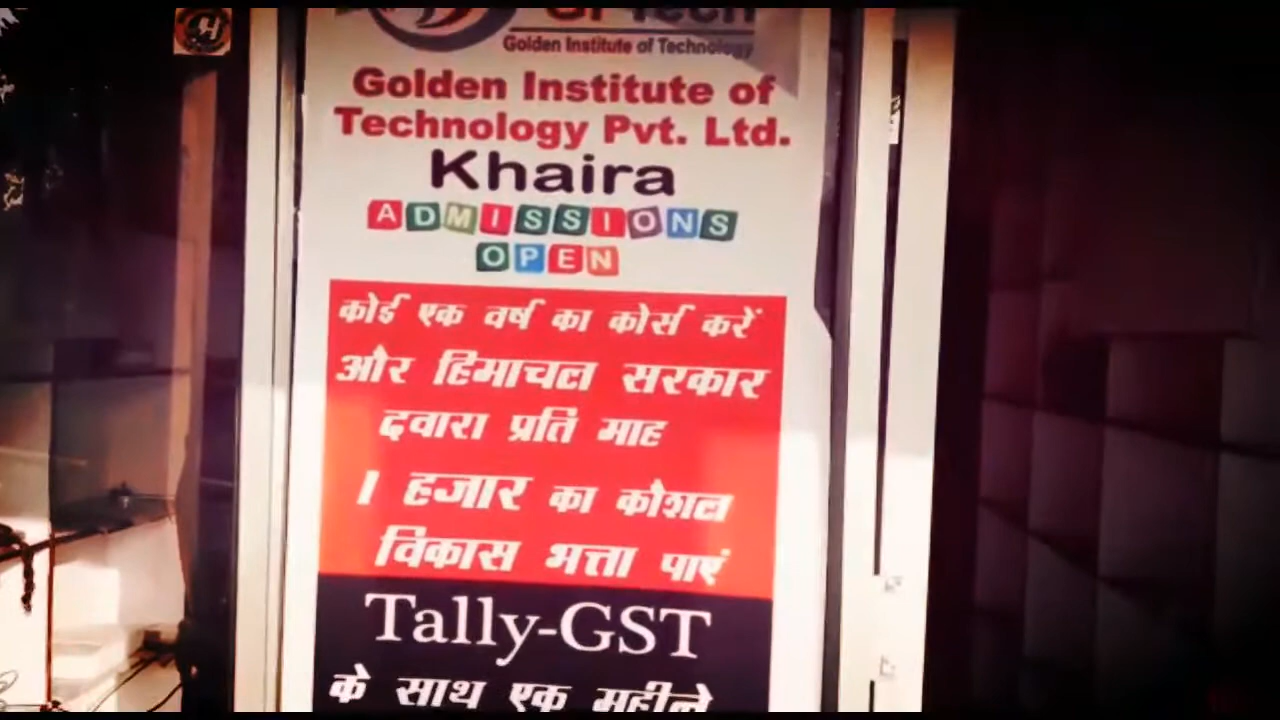 Golden Institute of Technology
Golden Institute of
Technology Pvt. Ltd.
Khaira
ADMISSIONS
OPEN
कोई एक वर्ष का कोर्स करें
और हिमाचल सरकार
दवारा प्रति माह
1 हजार का कौशल
विकास भत्ता पाएं
Tally-GST
के साथ एक महीने